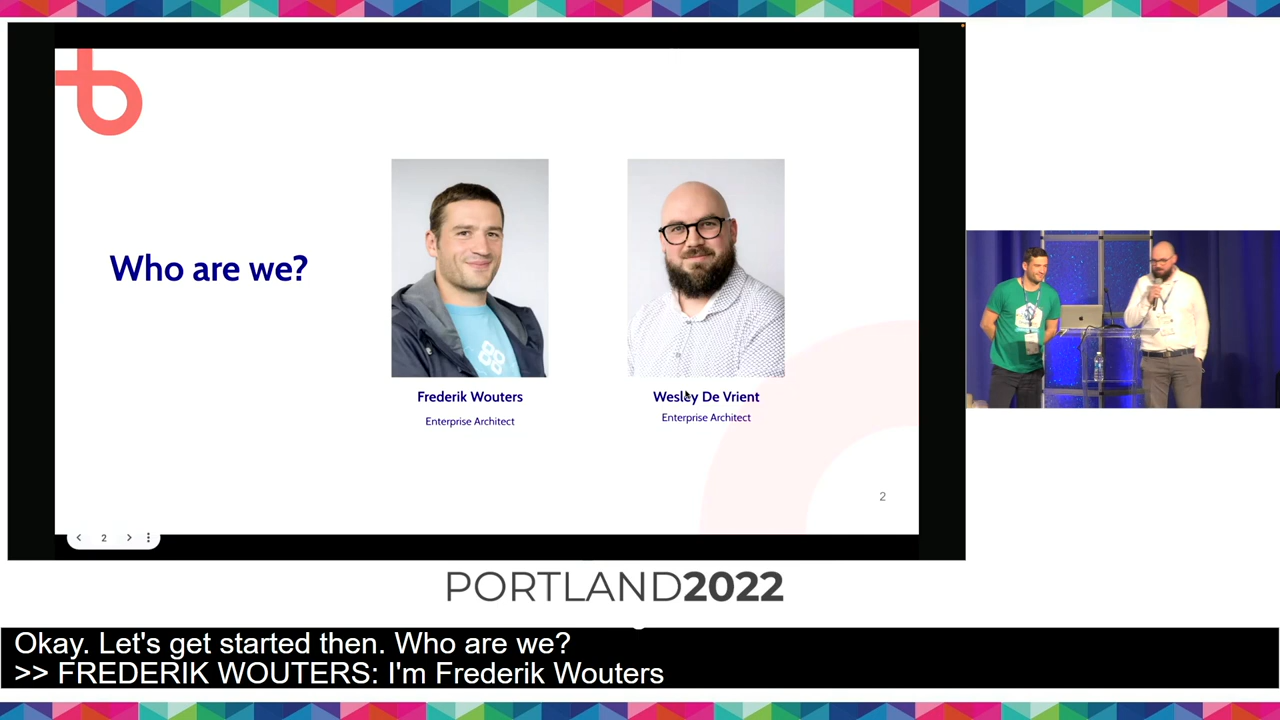 Who are we?
Frederik Wouters
Enterprise Architect
Wesley De Vrient
Enterprise Architect
2
2
PORTLAND2022
Okay. Let's get started then. Who are we?
>> FREDERIK WOUTERS: I'm Frederik Wouters